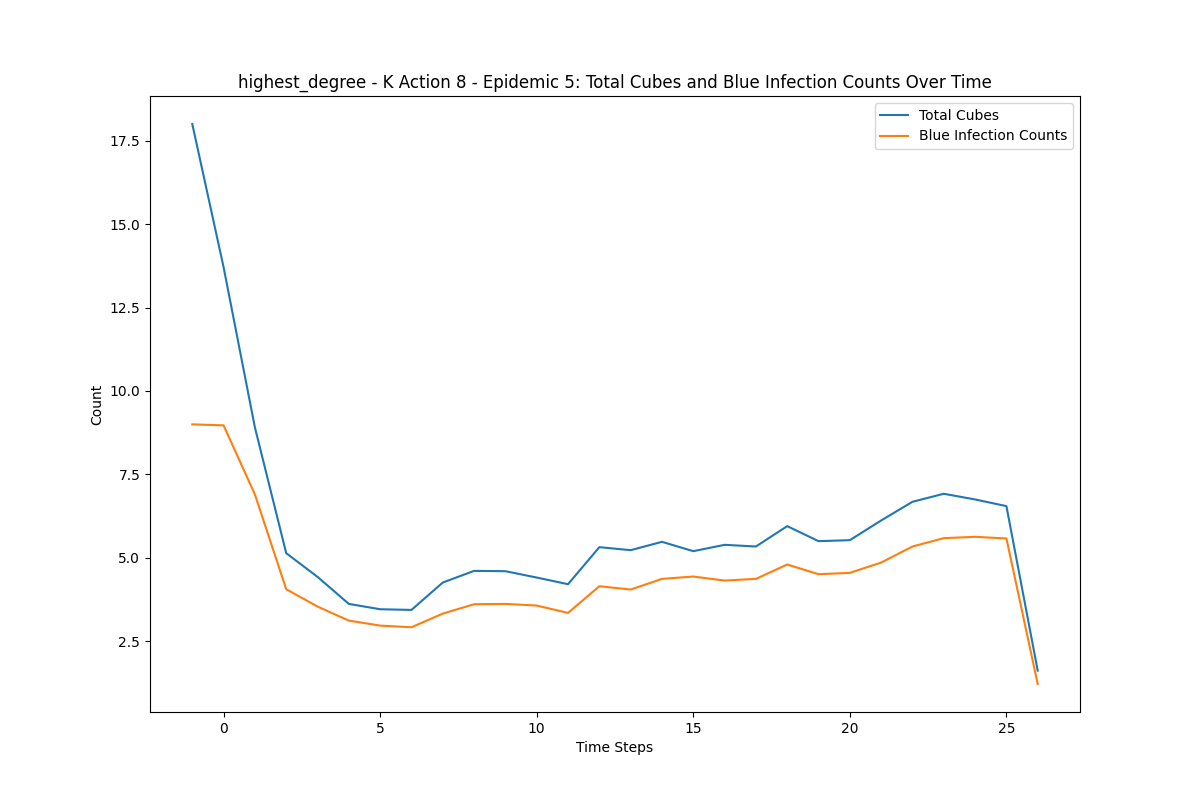 highest_degree - K Action 8 - Epidemic 5: Total Cubes and Blue Infection Counts Over Time
Total Cubes
Blue Infection Counts
17.5
15.0
12.5
10.0
7.5
5.0
2.5
Count
0 5 10 15 20 25
Time Steps